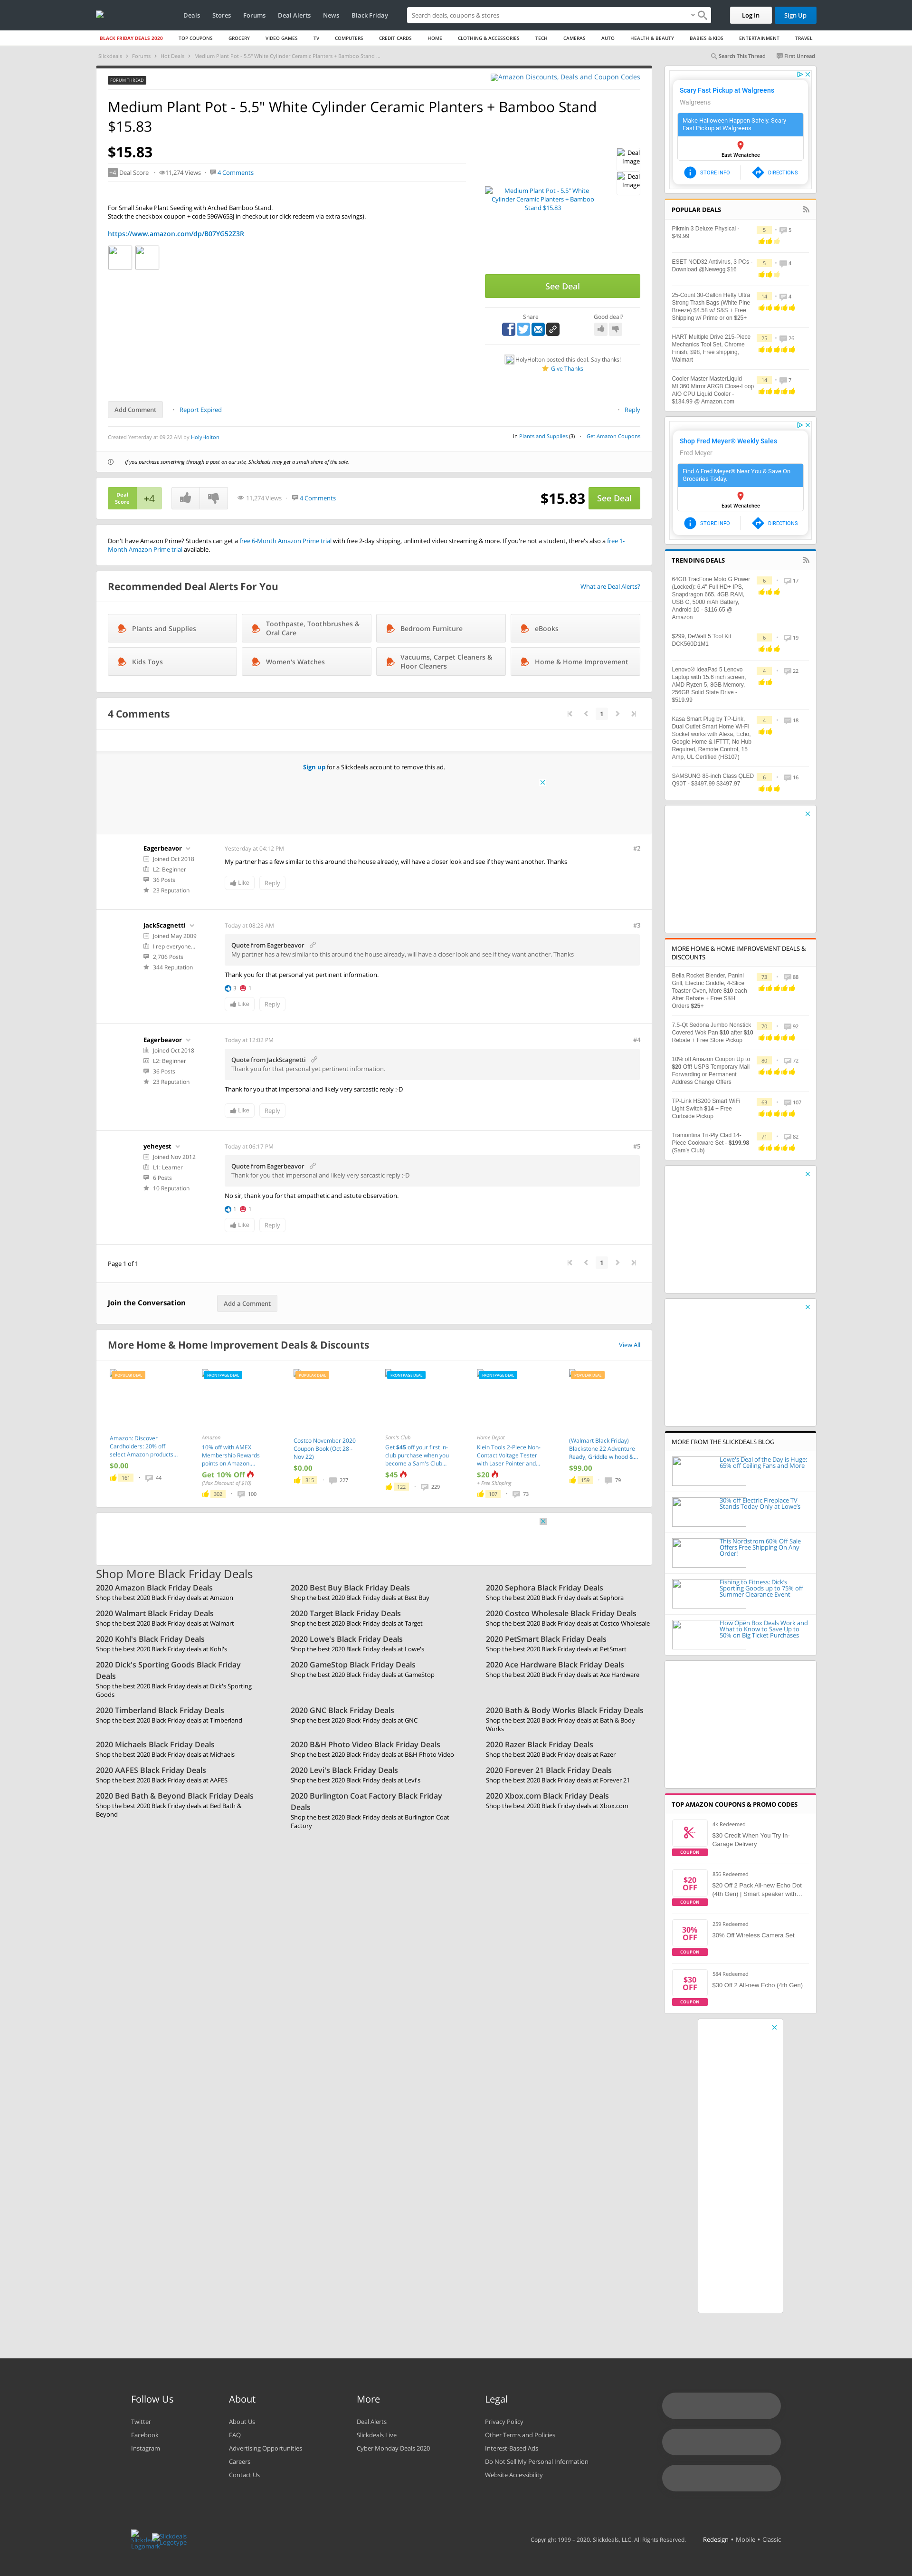 Deals Stores Forums Deal Alerts News Black Friday
Search deals, coupons & stores
Log In
Sign Up
BLACK FRIDAY DEALS 2020 TOP COUPONS GROCERY VIDEO GAMES TV COMPUTERS CREDIT CARDS HOME CLOTHING & ACCESSORIES TECH CAMERAS AUTO HEALTH & BEAUTY BABIES & KIDS ENTERTAINMENT TRAVEL
Slickdeals > Forums > Hot Deals > Medium Plant Pot - 5.5" White Cylinder Ceramic Planters + Bamboo Stand ...
Search This Thread First Unread
FORUM THREAD
Amazon Discounts, Deals and Coupon Codes
Medium Plant Pot - 5.5" White Cylinder Ceramic Planters + Bamboo Stand
$15.83
$15.83
+4 Deal Score 11,274 Views 4 Comments
For Small Snake Plant Seeding with Arched Bamboo Stand.
Stack the checkbox coupon + code 596W653J in checkout (or click redeem via extra savings).
https://www.amazon.com/dp/B07YG52Z3R
Deal Image
Deal Image
Medium Plant Pot - 5.5" White
Cylinder Ceramic Planters + Bamboo
Stand $15.83
See Deal
Share Good deal?
HolyHolton posted this deal. Say thanks!
Give Thanks
Add Comment Report Expired Reply
Created Yesterday at 09:22 AM by HolyHolton
in Plants and Supplies (3) Get Amazon Coupons
If you purchase something through a post on our site, Slickdeals may get a small share of the sale.
Deal Score +4
11,274 Views 4 Comments
$15.83 See Deal
Don't have Amazon Prime? Students can get a free 6-Month Amazon Prime trial with free 2-day shipping, unlimited video streaming & more. If you're not a student, there's also a free 1-
Month Amazon Prime trial available.
Recommended Deal Alerts For You
What are Deal Alerts?
Plants and Supplies
Toothpaste, Toothbrushes & Oral Care
Bedroom Furniture
eBooks
Kids Toys
Women's Watches
Vacuums, Carpet Cleaners & Floor Cleaners
Home & Home Improvement
4 Comments
1
Sign up for a Slickdeals account to remove this ad.
Eagerbeaver
Joined Oct 2018
L2: Beginner
36 Posts
23 Reputation
Yesterday at 04:12 PM #2
My partner has a few similar to this around the house already, will have a closer look and see if they want another. Thanks
Like Reply
JackScagnetti
Joined May 2009
I rep everyone...
2,706 Posts
344 Reputation
Today at 08:28 AM #3
Quote from Eagerbeaver
My partner has a few similar to this around the house already, will have a closer look and see if they want another. Thanks
Thank you for that personal yet pertinent information.
3 1
Like Reply
Eagerbeaver
Joined Oct 2018
L2: Beginner
36 Posts
23 Reputation
Today at 12:02 PM #4
Quote from JackScagnetti
Thank you for that personal yet pertinent information.
Thank you for that impersonal and likely very sarcastic reply :-D
Like Reply
yeheyest
Joined Nov 2012
L1: Learner
6 Posts
10 Reputation
Today at 06:17 PM #5
Quote from Eagerbeaver
Thank you for that impersonal and likely very sarcastic reply :-D
No sir, thank you for that empathetic and astute observation.
1 1
Like Reply
Page 1 of 1
1
Join the Conversation Add a Comment
More Home & Home Improvement Deals & Discounts
View All
POPULAR DEAL
Amazon: Discover
Cardholders: 20% off
select Amazon products...
$0.00
161 44
FRONTPAGE DEAL
Amazon
10% off with AMEX
Membership Rewards
points on Amazon....
Get 10% Off
(Max Discount of $10)
302 100
POPULAR DEAL
Costco November 2020
Coupon Book (Oct 28 -
Nov 22)
$0.00
315 227
FRONTPAGE DEAL
Sam's Club
Get $45 off your first in-
club purchase when you
become a Sam's Club...
$45
122 229
FRONTPAGE DEAL
Home Depot
Klein Tools 2-Piece Non-
Contact Voltage Tester
with Laser Pointer and...
$20
+ Free Shipping
107 73
POPULAR DEAL
(Walmart Black Friday)
Blackstone 22 Adventure
Ready, Griddle w hood &...
$99.00
159 79
Shop More Black Friday Deals
2020 Amazon Black Friday Deals
Shop the best 2020 Black Friday deals at Amazon
2020 Best Buy Black Friday Deals
Shop the best 2020 Black Friday deals at Best Buy
2020 Sephora Black Friday Deals
Shop the best 2020 Black Friday deals at Sephora
2020 Walmart Black Friday Deals
Shop the best 2020 Black Friday deals at Walmart
2020 Target Black Friday Deals
Shop the best 2020 Black Friday deals at Target
2020 Costco Wholesale Black Friday Deals
Shop the best 2020 Black Friday deals at Costco Wholesale
2020 Kohl's Black Friday Deals
Shop the best 2020 Black Friday deals at Kohl's
2020 Lowe's Black Friday Deals
Shop the best 2020 Black Friday deals at Lowe's
2020 PetSmart Black Friday Deals
Shop the best 2020 Black Friday deals at PetSmart
2020 Dick's Sporting Goods Black Friday
Deals
Shop the best 2020 Black Friday deals at Dick's Sporting
Goods
2020 GameStop Black Friday Deals
Shop the best 2020 Black Friday deals at GameStop
2020 Ace Hardware Black Friday Deals
Shop the best 2020 Black Friday deals at Ace Hardware
2020 Timberland Black Friday Deals
Shop the best 2020 Black Friday deals at Timberland
2020 GNC Black Friday Deals
Shop the best 2020 Black Friday deals at GNC
2020 Bath & Body Works Black Friday Deals
Shop the best 2020 Black Friday deals at Bath & Body
Works
2020 Michaels Black Friday Deals
Shop the best 2020 Black Friday deals at Michaels
2020 B&H Photo Video Black Friday Deals
Shop the best 2020 Black Friday deals at B&H Photo Video
2020 Razer Black Friday Deals
Shop the best 2020 Black Friday deals at Razer
2020 AAFES Black Friday Deals
Shop the best 2020 Black Friday deals at AAFES
2020 Levi's Black Friday Deals
Shop the best 2020 Black Friday deals at Levi's
2020 Forever 21 Black Friday Deals
Shop the best 2020 Black Friday deals at Forever 21
2020 Bed Bath & Beyond Black Friday Deals
Shop the best 2020 Black Friday deals at Bed Bath &
Beyond
2020 Burlington Coat Factory Black Friday
Deals
Shop the best 2020 Black Friday deals at Burlington Coat
Factory
2020 Xbox.com Black Friday Deals
Shop the best 2020 Black Friday deals at Xbox.com
Scary Fast Pickup at Walgreens
Walgreens
Make Halloween Happen Safely. Scary
Fast Pickup at Walgreens
East Wenatchee
STORE INFO DIRECTIONS
POPULAR DEALS
Pikmin 3 Deluxe Physical -
$49.99
5 5
ESET NOD32 Antivirus, 3 PCs -
Download @Newegg $16
5 4
25-Count 30-Gallon Hefty Ultra
Strong Trash Bags (White Pine
Breeze) $4.58 w/ S&S + Free
Shipping w/ Prime or on $25+
14 4
HART Multiple Driver 215-Piece
Mechanics Tool Set, Chrome
Finish, $98, Free shipping,
Walmart
25 26
Cooler Master MasterLiquid
ML360 Mirror ARGB Close-Loop
AIO CPU Liquid Cooler -
$134.99 @ Amazon.com
14 7
Shop Fred Meyer® Weekly Sales
Fred Meyer
Find A Fred Meyer® Near You & Save On
Groceries Today.
East Wenatchee
STORE INFO DIRECTIONS
TRENDING DEALS
64GB TracFone Moto G Power
(Locked): 6.4" Full HD+ IPS,
Snapdragon 665, 4GB RAM,
USB C, 5000 mAh Battery,
Android 10 - $116.65 @
Amazon
6 17
$299, DeWalt 5 Tool Kit
DCK560D1M1
6 19
Lenovo® IdeaPad 5 Lenovo
Laptop with 15.6 inch screen,
AMD Ryzen 5, 8GB Memory,
256GB Solid State Drive -
$519.99
4 22
Kasa Smart Plug by TP-Link,
Dual Outlet Smart Home Wi-Fi
Socket works with Alexa, Echo,
Google Home & IFTTT, No Hub
Required, Remote Control, 15
Amp, UL Certified (HS107)
4 18
SAMSUNG 85-inch Class QLED
Q90T - $3497.99 $3497.97
6 16
MORE HOME & HOME IMPROVEMENT DEALS &
DISCOUNTS
Bella Rocket Blender, Panini
Grill, Electric Griddle, 4-Slice
Toaster Oven, More $10 each
After Rebate + Free S&H
Orders $25+
73 88
7.5-Qt Sedona Jumbo Nonstick
Covered Wok Pan $10 after $10
Rebate + Free Store Pickup
70 92
10% off Amazon Coupon Up to
$20 Off! USPS Temporary Mail
Forwarding or Permanent
Address Change Offers
80 72
TP-Link HS200 Smart WiFi
Light Switch $14 + Free
Curbside Pickup
63 107
Tramontina Tri-Ply Clad 14-
Piece Cookware Set - $199.98
(Sam's Club)
71 82
MORE FROM THE SLICKDEALS BLOG
Lowe's Deal of the Day is Huge:
65% off Ceiling Fans and More
30% off Electric Fireplace TV
Stands Today Only at Lowe's
This Nordstrom 60% Off Sale
Offers Free Shipping On Any
Order!
Fishing to Fitness: Dick's
Sporting Goods up to 75% off
Summer Clearance Event
How Open Box Deals Work and
What to Know to Save Up to
50% on Big Ticket Purchases
TOP AMAZON COUPONS & PROMO CODES
4k Redeemed
$30 Credit When You Try In-
Garage Delivery
COUPON
$20 OFF
856 Redeemed
$20 Off 2 Pack All-new Echo Dot
(4th Gen) | Smart speaker with...
COUPON
30% OFF
259 Redeemed
30% Off Wireless Camera Set
COUPON
$30 OFF
584 Redeemed
$30 Off 2 All-new Echo (4th Gen)
COUPON
Follow Us
Twitter
Facebook
Instagram
About
About Us
FAQ
Advertising Opportunities
Careers
Contact Us
More
Deal Alerts
Slickdeals Live
Cyber Monday Deals 2020
Legal
Privacy Policy
Other Terms and Policies
Interest-Based Ads
Do Not Sell My Personal Information
Website Accessibility
Slickdeals Logomark
Slickdeals Logotype
Copyright 1999 – 2020. Slickdeals, LLC. All Rights Reserved. Redesign • Mobile • Classic